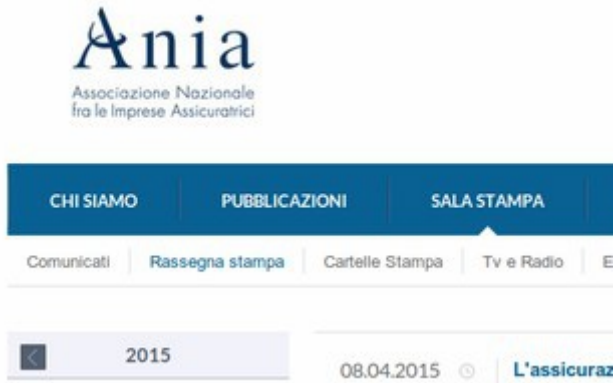 Ania
Associazione Nazionale
fra le Imprese Assicuratrici
CHI SIAMO PUBBLICAZIONI SALA STAMPA
Comunicati Rassegna stampa Cartelle Stampa Tv e Radio
2015
08.04.2015